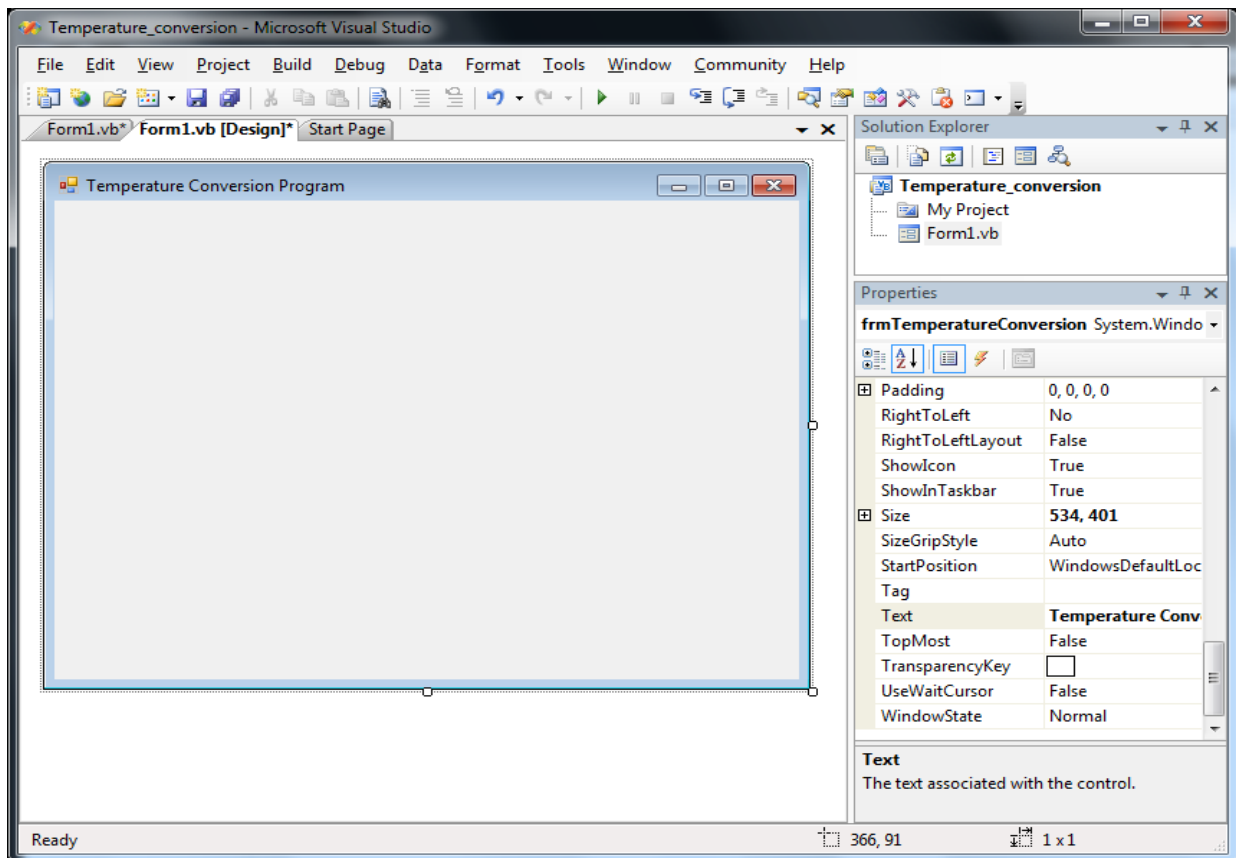 Temperature_conversion - Microsoft Visual Studio
File Edit View Project Build Debug Data Format Tools Window Community Help
Form1.vb* Form1.vb [Design]* Start Page
Temperature Conversion Program
Solution Explorer
Temperature_conversion
My Project
Form1.vb
Properties
frmTemperatureConversion System.Windo
Padding 0, 0, 0, 0
RightToLeft No
RightToLeftLayout False
ShowIcon True
ShowInTaskbar True
Size 534, 401
SizeGripStyle Auto
StartPosition WindowsDefaultLoc
Tag
Text Temperature Conv
TopMost False
TransparencyKey
UseWaitCursor False
WindowState Normal
Text
The text associated with the control.
Ready 366, 91 1 x 1